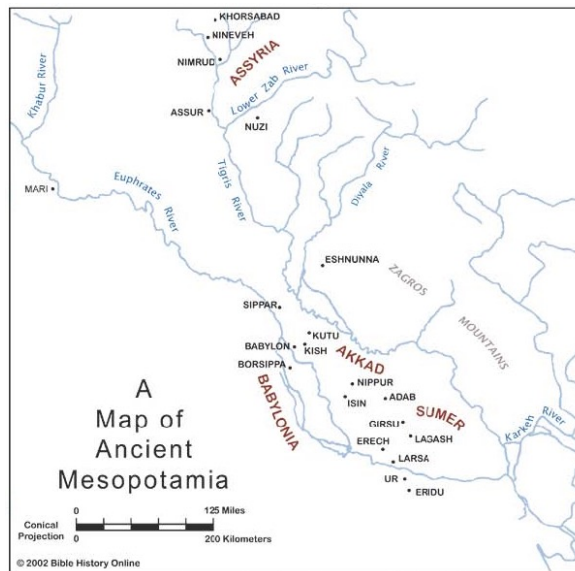 KHORSABAD
NINEVEH
NIMRUD
ASSYRIA
Khabur River
Lower Zab River
ASSUR
NUZI
Tigris River
Diyala River
MARI
Euphrates
River
ESHNUNNA
ZAGROS
MOUNTAINS
SIPPAR
KUTU
BABYLON
KISH
AKKAD
BORSIPPA
BABYLONIA
NIPPUR
ISIN
ADAB
SUMER
GIRSU
LAGASH
ERECH
LARSA
Karkeh River
UR
ERIDU
A
Map of
Ancient
Mesopotamia
0
125 Miles
Conical
Projection
0
200 Kilometers
© 2002 Bible History Online